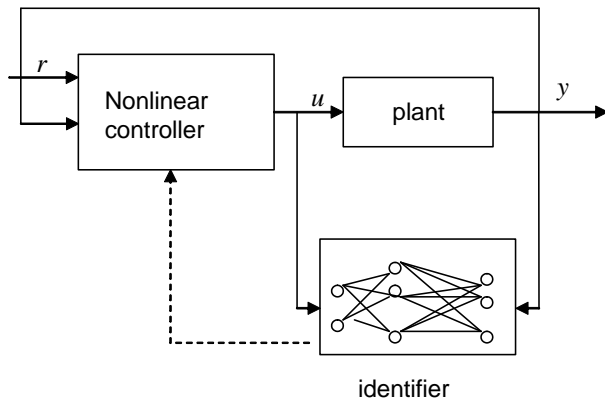 r
Nonlinear
controller
u
plant
y
identifier